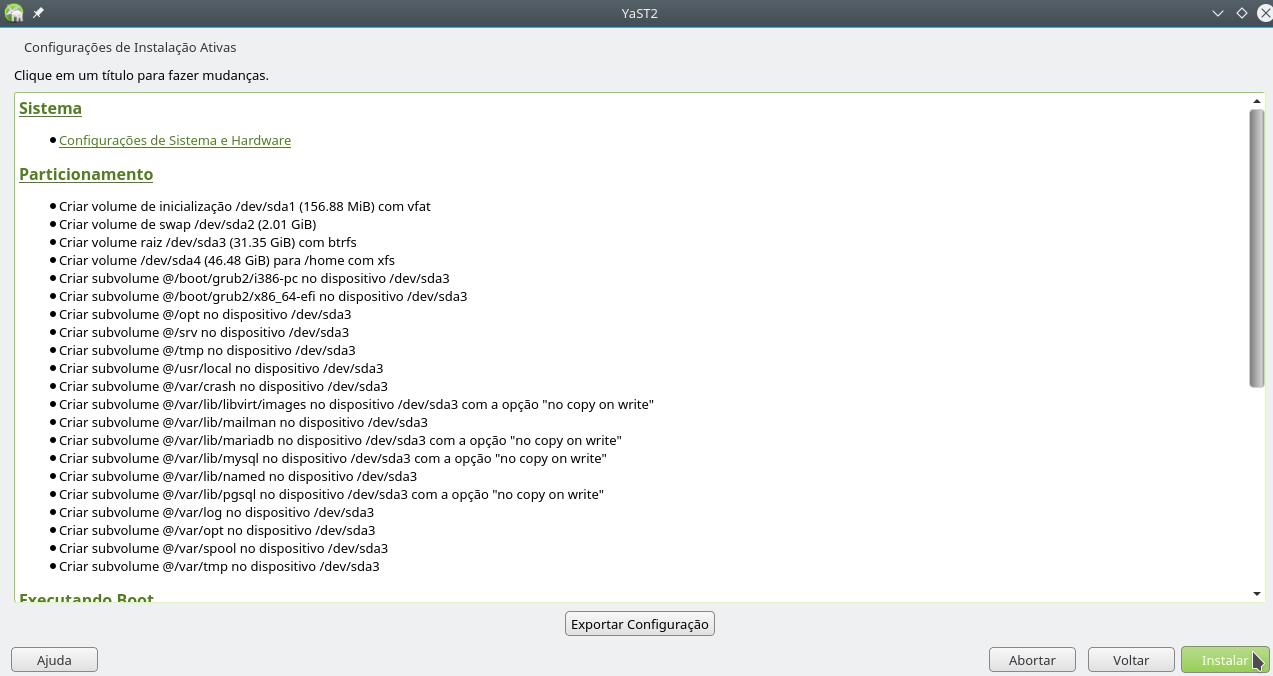 YaST2
Configurações de Instalação Ativas
Clique em um título para fazer mudanças.
Sistema
Configurações de Sistema e Hardware
Particionamento
Criar volume de inicialização /dev/sda1 (156.88 MiB) com vfat
Criar volume de swap /dev/sda2 (2.01 GiB)
Criar volume raiz /dev/sda3 (31.35 GiB) com btrfs
Criar volume /dev/sda4 (46.48 GiB) para /home com xfs
Criar subvolume @/boot/grub2/i386-pc no dispositivo /dev/sda3
Criar subvolume @/boot/grub2/x86_64-efi no dispositivo /dev/sda3
Criar subvolume @/opt no dispositivo /dev/sda3
Criar subvolume @/srv no dispositivo /dev/sda3
Criar subvolume @/tmp no dispositivo /dev/sda3
Criar subvolume @/usr/local no dispositivo /dev/sda3
Criar subvolume @/var/crash no dispositivo /dev/sda3
Criar subvolume @/var/lib/libvirt/images no dispositivo /dev/sda3 com a opção "no copy on write"
Criar subvolume @/var/lib/mailman no dispositivo /dev/sda3
Criar subvolume @/var/lib/mariadb no dispositivo /dev/sda3 com a opção "no copy on write"
Criar subvolume @/var/lib/mysql no dispositivo /dev/sda3 com a opção "no copy on write"
Criar subvolume @/var/lib/named no dispositivo /dev/sda3
Criar subvolume @/var/lib/pgsql no dispositivo /dev/sda3 com a opção "no copy on write"
Criar subvolume @/var/log no dispositivo /dev/sda3
Criar subvolume @/var/opt no dispositivo /dev/sda3
Criar subvolume @/var/spool no dispositivo /dev/sda3
Criar subvolume @/var/tmp no dispositivo /dev/sda3
Executando Boot
Exportar Configuração
Ajuda
Abortar
Voltar
Instalar